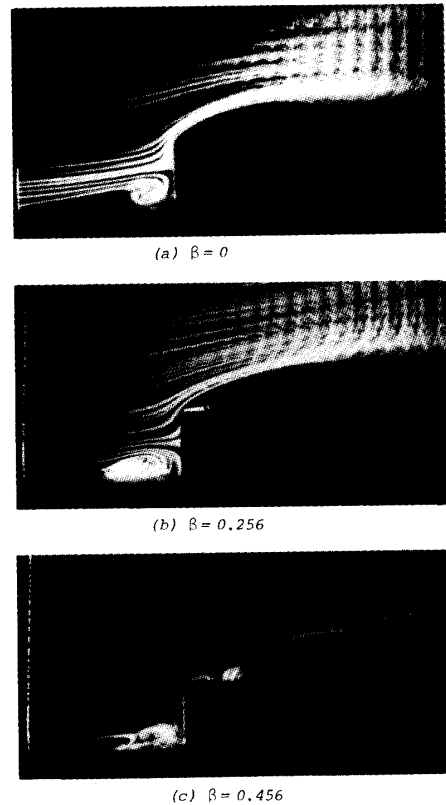 (a) β = 0
(b) β = 0.256
(c) β = 0.456